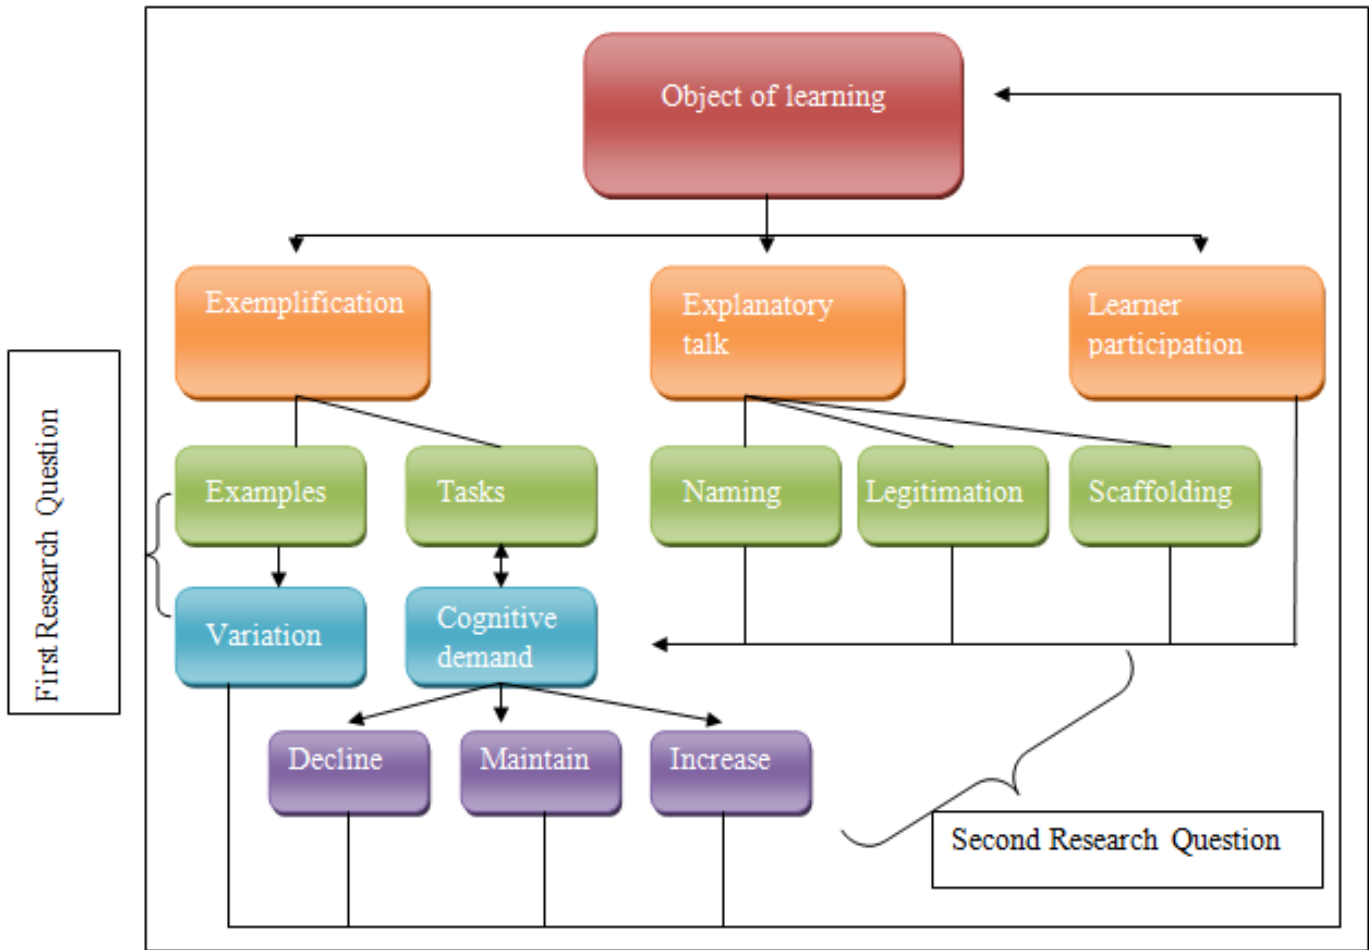 Object of learning
Exemplification
Explanatory
talk
Learner
participation
First Research Question
Examples
Tasks
Naming
Legitimation
Scaffolding
Variation
Cognitive
demand
Decline
Maintain
Increase
Second Research Question